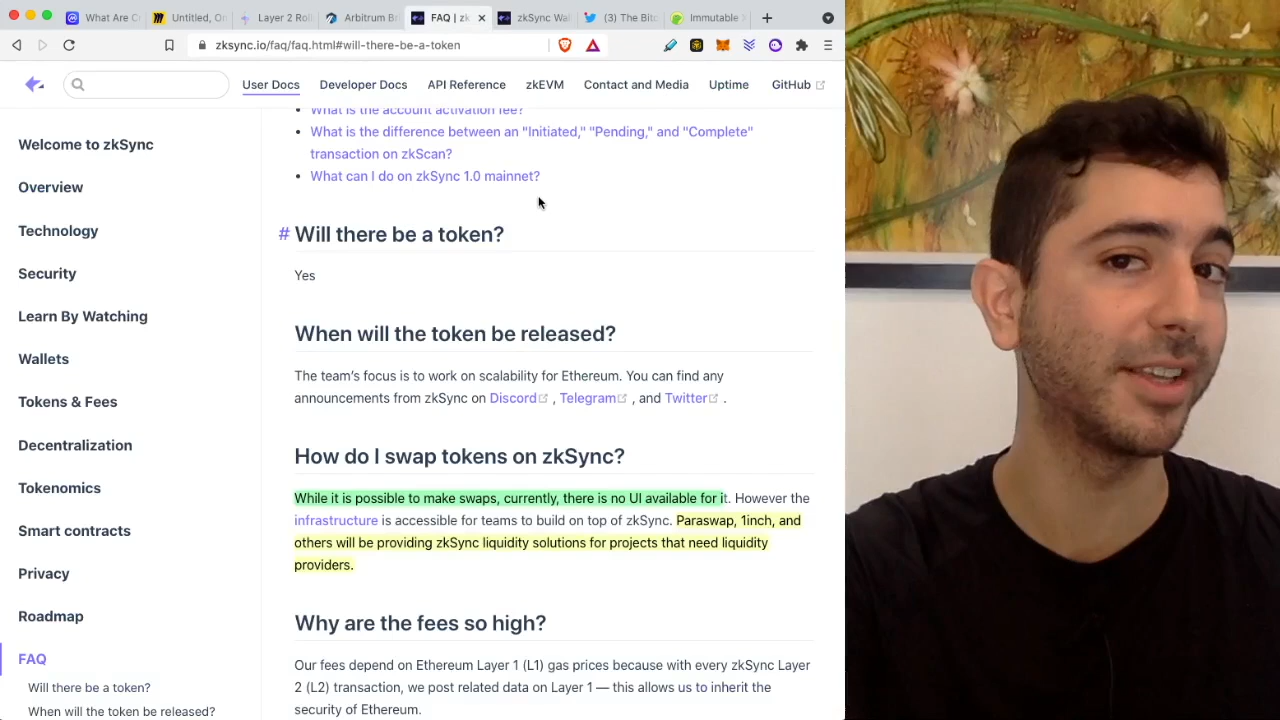 What Are C
Untitled, On
Layer 2 Roll
Arbitrum Bri
FAQ | zk
zkSync Wal
(3) The Bitc
Immutable X
zksync.io/faq/faq.html#will-there-be-a-token
User Docs
Developer Docs
API Reference
zkEVM
Contact and Media
Uptime
GitHub
Welcome to zkSync
Overview
Technology
Security
Learn By Watching
Wallets
Tokens & Fees
Decentralization
Tokenomics
Smart contracts
Privacy
Roadmap
FAQ
Will there be a token?
When will the token be released?
What is the account activation fee?
What is the difference between an "Initiated," "Pending," and "Complete"
transaction on zkScan?
What can I do on zkSync 1.0 mainnet?
# Will there be a token?
Yes
When will the token be released?
The team's focus is to work on scalability for Ethereum. You can find any
announcements from zkSync on Discord , Telegram , and Twitter .
How do I swap tokens on zkSync?
While it is possible to make swaps, currently, there is no UI available for it. However the
infrastructure is accessible for teams to build on top of zkSync. Paraswap, 1inch, and
others will be providing zkSync liquidity solutions for projects that need liquidity
providers.
Why are the fees so high?
Our fees depend on Ethereum Layer 1 (L1) gas prices because with every zkSync Layer
2 (L2) transaction, we post related data on Layer 1 — this allows us to inherit the
security of Ethereum.